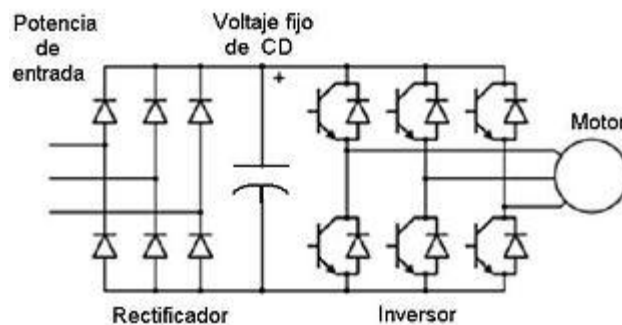 Potencia
de
entrada
Voltaje fijo
de CD
+
Motor
Rectificador
Inversor